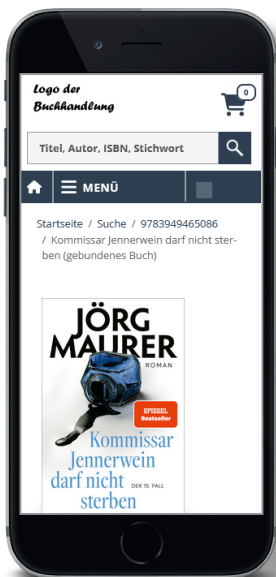 Logo der
Buchhandlung
0
Titel, Autor, ISBN, Stichwort
MENÜ
Startseite / Suche / 9783949465086
/ Kommissar Jennerwein darf nicht ster-
ben (gebundenes Buch)
JÖRG
MAURER
ROMAN
SPIEGEL
Bestseller
Kommissar
Jennerwein
darf nicht DER 15. FALL
sterben